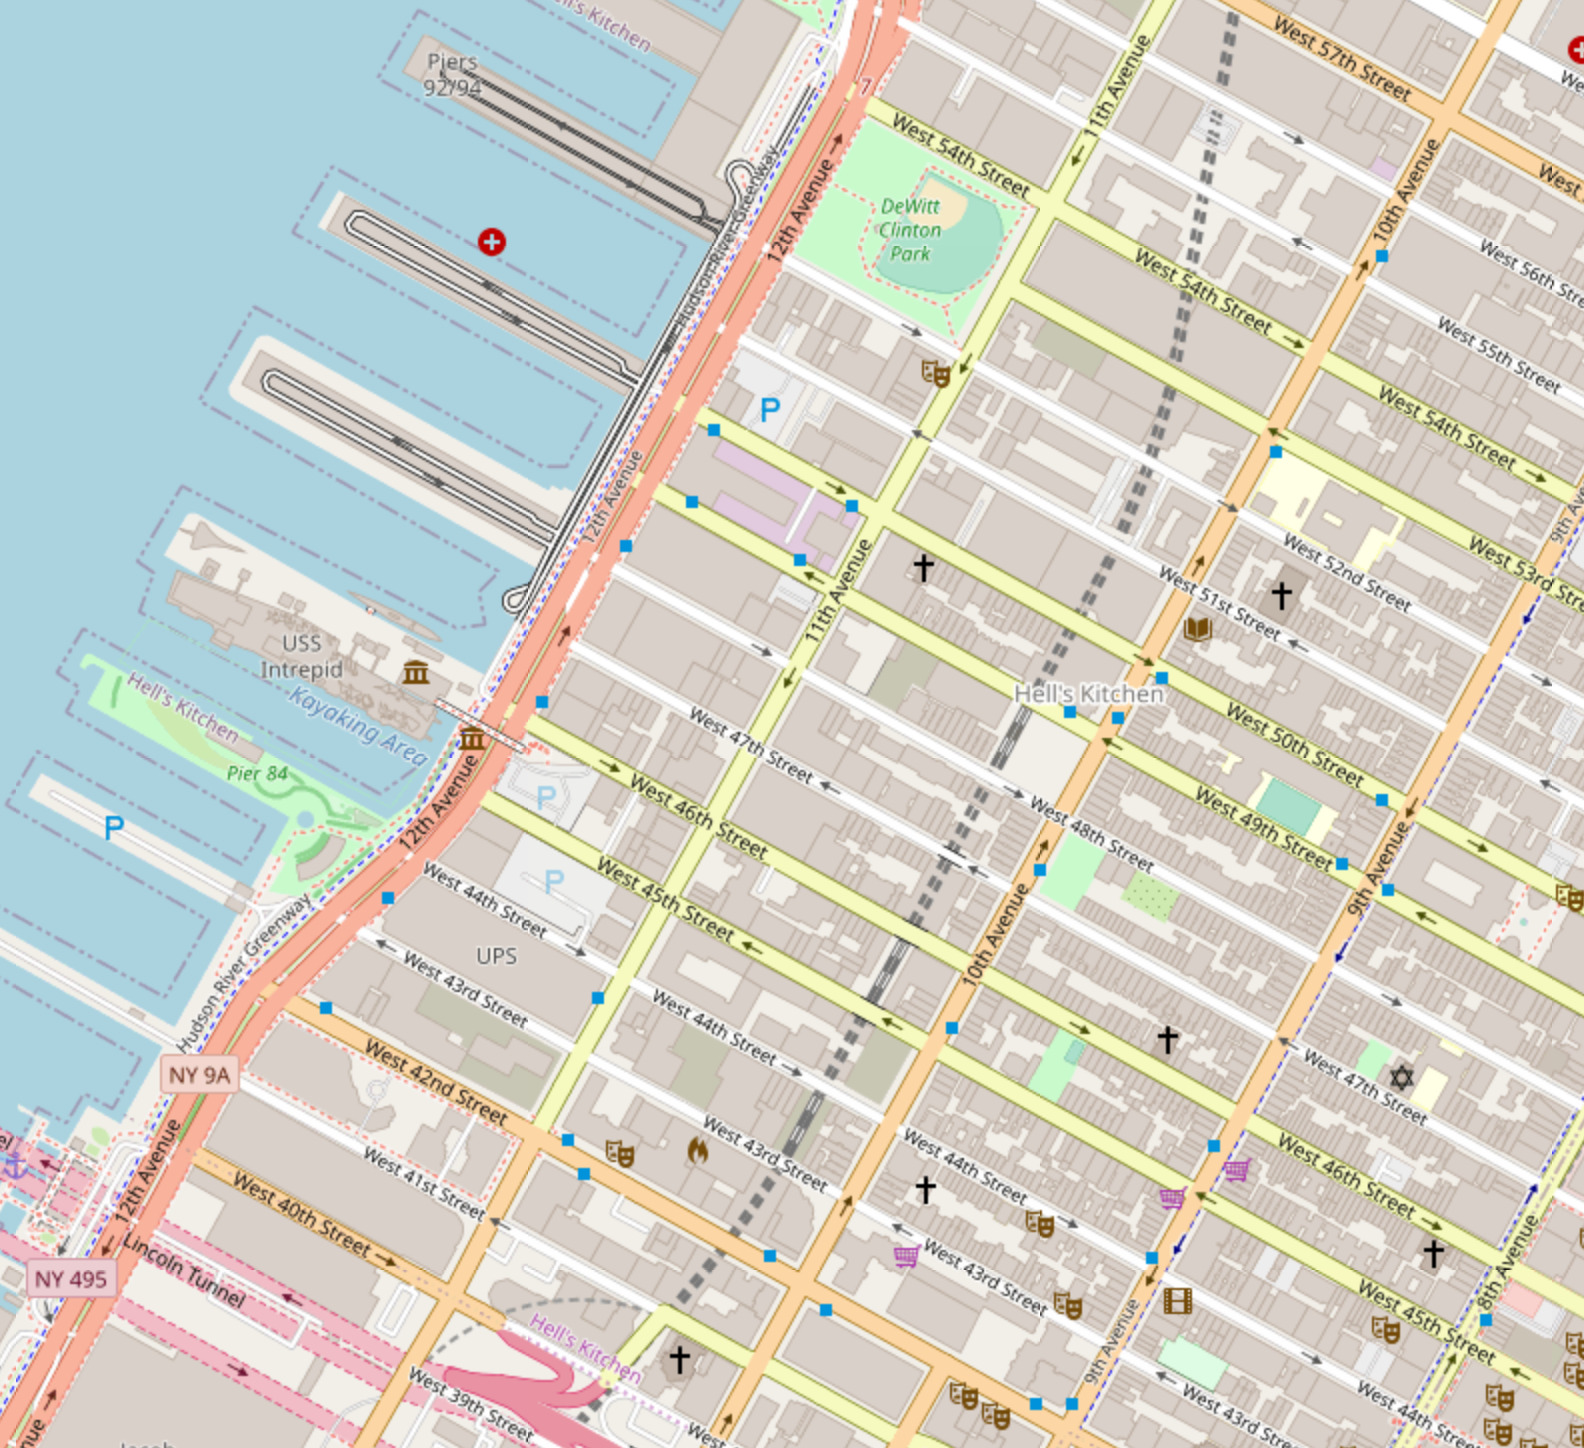 Hell's Kitchen
Piers
92/94
7
West 57th Street
11th Avenue
West 54th Street
12th Avenue
Hudson River Greenway
DeWitt
Clinton
Park
10th Avenue
West 56th Stre
West 54th Street
West 55th Street
West 54th Street
12th Avenue
11th Avenue
West 53rd Stre
West 52nd Street
West 51st Street
9th Av
USS
Intrepid
Kayaking Area
Hell's Kitchen
Pier 84
P
P
P
P
Hell's Kitchen
West 50th Street
West 47th Street
West 46th Street
West 48th Street
West 49th Street
9th Avenue
12th Avenue
West 45th Street
West 44th Street
UPS
10th Avenue
West 43rd Street
Hudson River Greenway
West 44th Street
West 42nd Street
NY 9A
West 47th Street
West 43rd Street
West 44th Street
West 46th Street
West 41st Street
12th Avenue
West 40th Street
Lincoln Tunnel
NY 495
West 43rd Street
8th Avenue
9th Avenue
West 45th Street
Hell's Kitchen
West 39th Street
West 43rd Street
West 44th Street